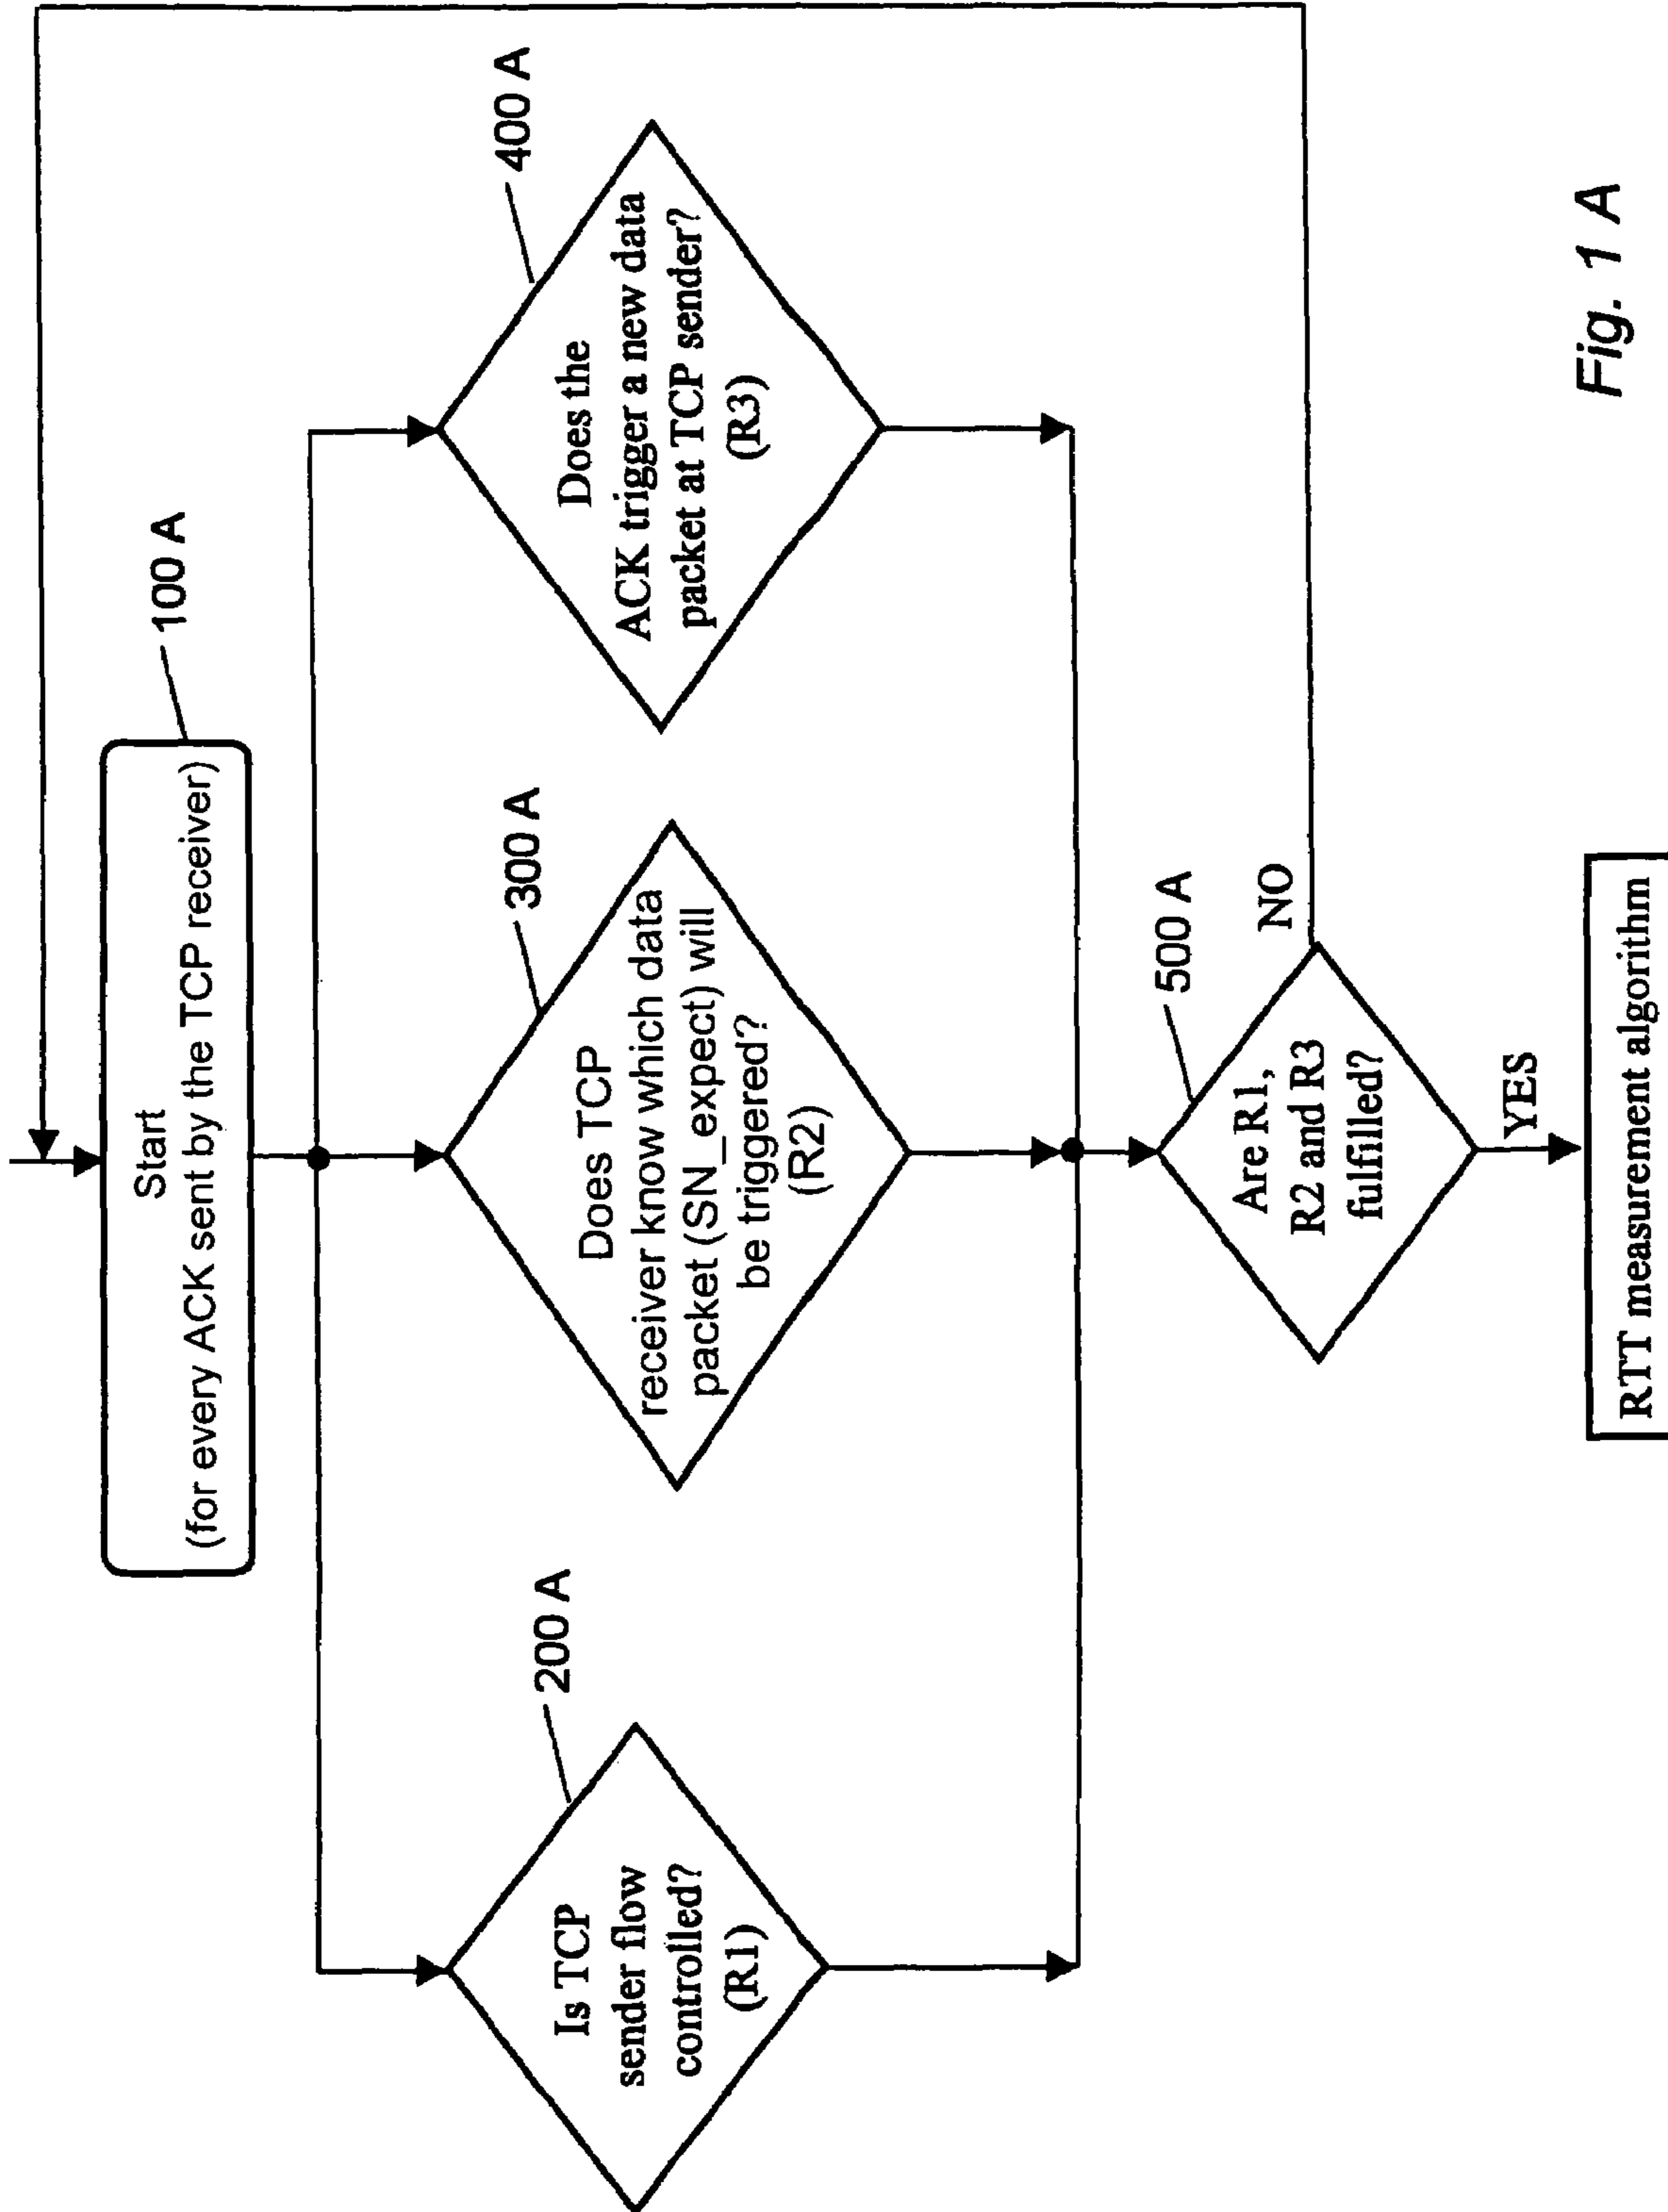 100 A
Start
(for every ACK sent by the TCP receiver)
200 A
Is TCP
sender flow
controlled?
(R1)
300 A
Does TCP
receiver know which data
packet (SN_expect) will
be triggered?
(R2)
400 A
Does the
ACK trigger a new data
packet at TCP sender?
(R3)
500 A
Are R1,
R2 and R3
fulfilled?
NO
YES
RTT measurement algorithm
Fig. 1 A